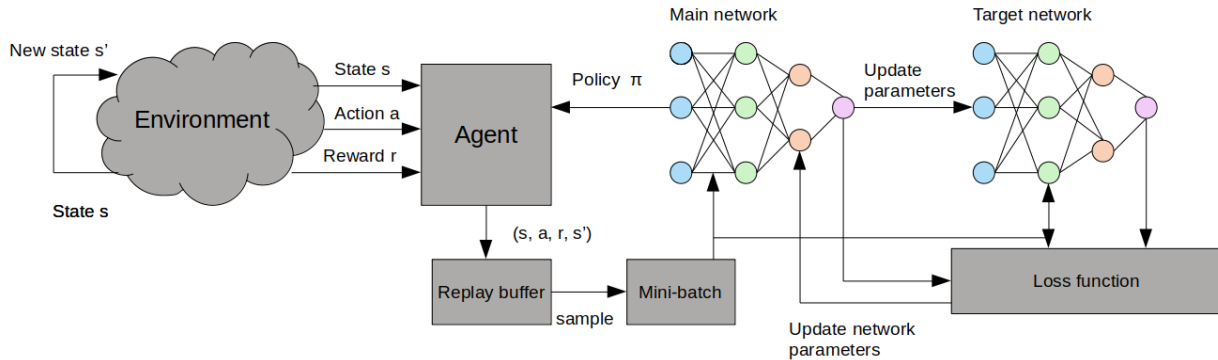 Main network
Target network
New state s’
State s
Environment
Action a
Reward r
State s
Agent
Policy π
Update
parameters
(s, a, r, s’)
Replay buffer
sample
Mini-batch
Loss function
Update network
parameters